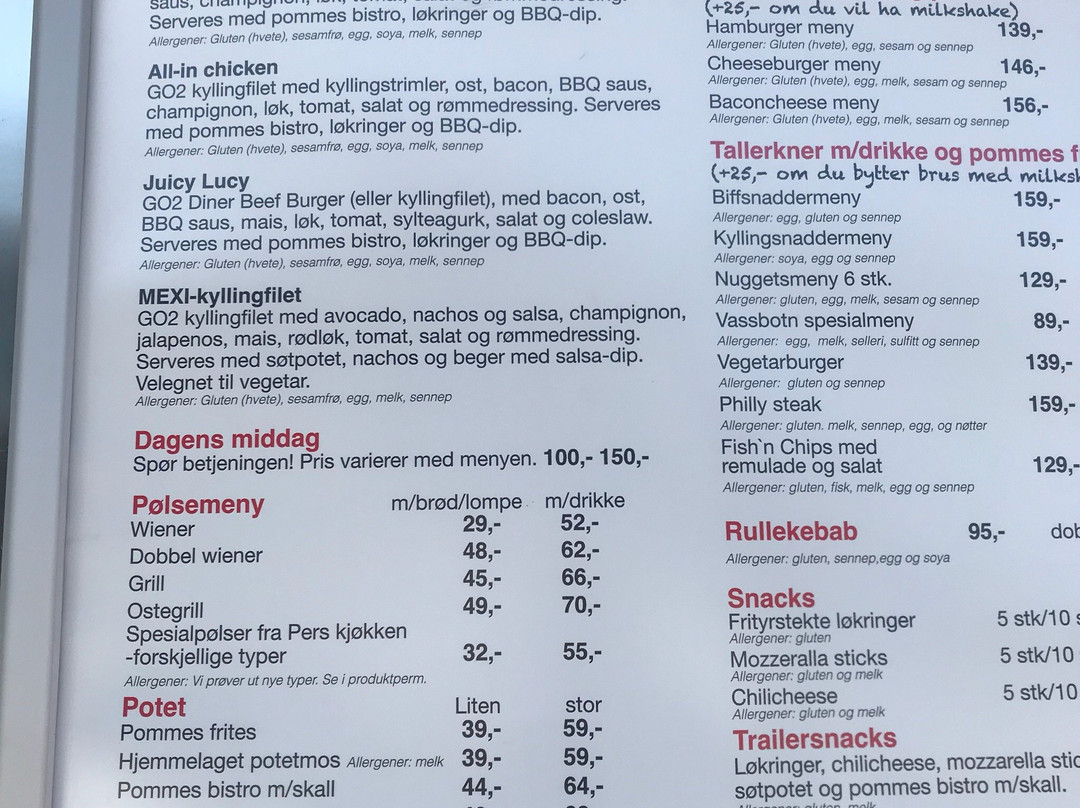 Serveres med pommes bistro, løkringer og BBQ-dip.
Allergener: Gluten (hvete), sesamfrø, egg, soya, melk, sennep
All-in chicken
GO2 kyllingfilet med kyllingstrimler, ost, bacon, BBQ saus,
champignon, løk, tomat, salat og rømmedressing. Serveres
med pommes bistro, løkringer og BBQ-dip.
Allergener: Gluten (hvete), sesamfrø, egg, soya, melk, sennep
Juicy Lucy
GO2 Diner Beef Burger (eller kyllingfilet), med bacon, ost,
BBQ saus, mais, løk, tomat, sylteagurk, salat og coleslaw.
Serveres med pommes bistro, løkringer og BBQ-dip.
Allergener: Gluten (hvete), sesamfrø, egg, soya, melk, sennep
MEXI-kyllingfilet
GO2 kyllingfilet med avocado, nachos og salsa, champignon,
jalapenos, mais, rødløk, tomat, salat og rømmedressing.
Serveres med søtpotet, nachos og beger med salsa-dip.
Velegnet til vegetar.
Allergener: Gluten (hvete), sesamfrø, egg, melk, sennep
Dagens middag
Spør betjeningen! Pris varierer med menyen. 100,- 150,-
Pølsemeny m/brød/lompe m/drikke
Wiener 29,- 52,-
Dobbel wiener 48,- 62,-
Grill 45,- 66,-
Ostegrill 49,- 70,-
Spesialpølser fra Pers kjøkken
-forskjellige typer 32,- 55,-
Allergener: Vi prøver ut nye typer. Se i produktperm.
Potet Liten stor
Pommes frites 39,- 59,-
Hjemmelaget potetmos Allergener: melk 39,- 59,-
Pommes bistro m/skall 44,- 64,-
(+25,- om du vil ha milkshake)
Hamburger meny 139,-
Allergener: Gluten (hvete), egg, sesam og sennep
Cheeseburger meny 146,-
Allergener: Gluten (hvete), egg, melk, sesam og sennep
Baconcheese meny 156,-
Allergener: Gluten (hvete), egg, melk, sesam og sennep
Tallerkner m/drikke og pommes f
(+25,- om du bytter brus med milksh
Biffsnaddermeny 159,-
Allergener: egg, gluten og sennep
Kyllingsnaddermeny 159,-
Allergener: soya, egg og sennep
Nuggetsmeny 6 stk. 129,-
Allergener: gluten, egg, melk, sesam og sennep
Vassbotn spesialmeny 89,-
Allergener: egg, melk, selleri, sulfitt og sennep
Vegetarburger 139,-
Allergener: gluten og sennep
Philly steak 159,-
Allergener: gluten. melk, sennep, egg, og nøtter
Fish`n Chips med
remulade og salat 129,-
Allergener: gluten, fisk, melk, egg og sennep
Rullekebab 95,- dob
Allergener: gluten, sennep,egg og soya
Snacks
Frityrstekte løkringer 5 stk/10 s
Allergener: gluten
Mozzeralla sticks 5 stk/10
Allergener: gluten og melk
Chilicheese 5 stk/10
Allergener: gluten og melk
Trailersnacks
Løkringer, chilicheese, mozzarella stic
søtpotet og pommes bistro m/skall.